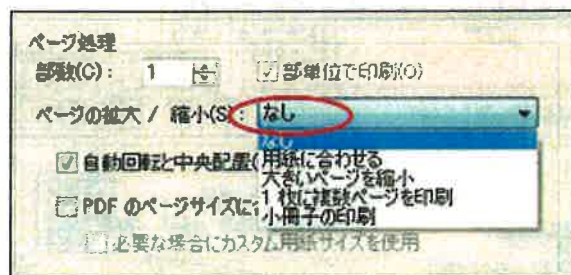 ページ処理
部数(C): 1 部単位で印刷(O)
ページの拡大 / 縮小(S): なし
なし
自動回転と中央配置( 用紙に合わせる
大きいページを縮小
PDF のページサイズに 1 枚に複数ページを印刷
小冊子の印刷
必要な場合にカスタム用紙サイズを使用